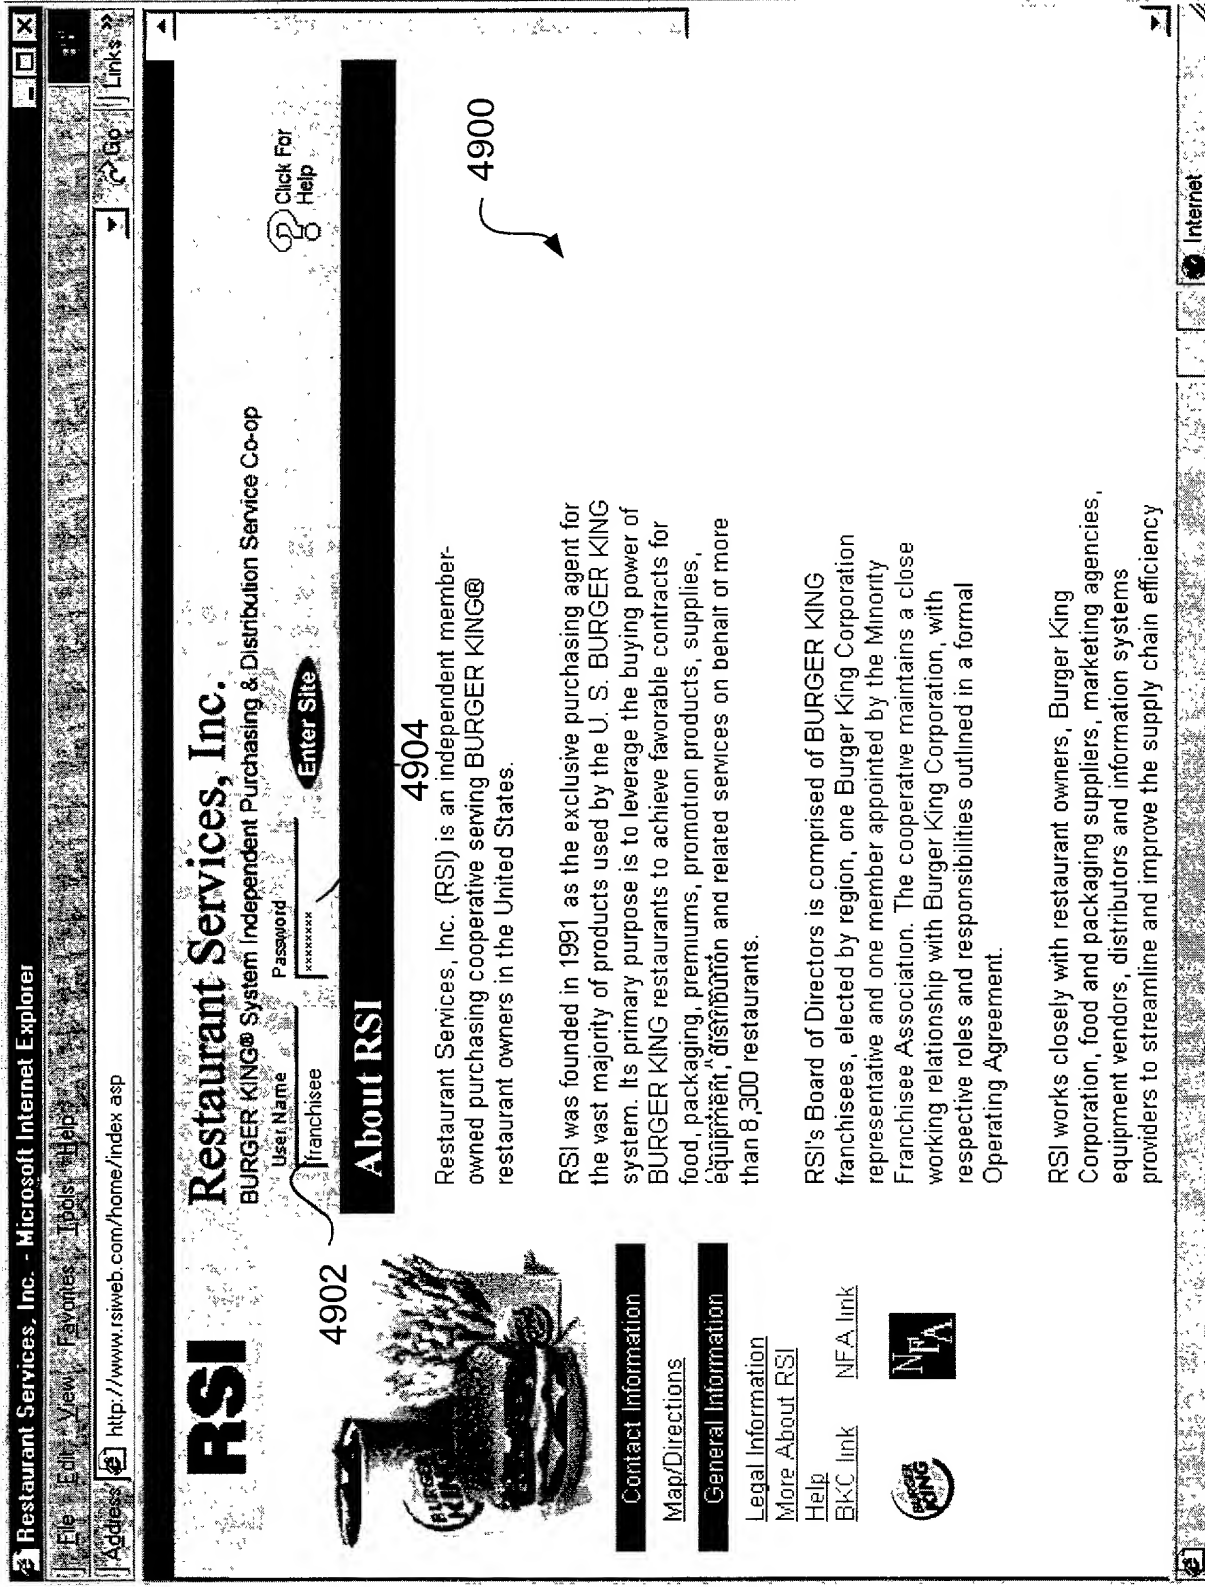 Restaurant Services, Inc. - Microsoft Internet Explorer
File Edit View Favorites Tools Help
Address http://www.rsiweb.com/home/index.asp Go Links »
RSI
Restaurant Services, Inc.
BURGER KING® System Independent Purchasing & Distribution Service Co-op
User Name
Password
franchisee
xxxxxxxxx
Enter Site
Click For
Help
4902
About RSI
4904
4900
Restaurant Services, Inc. (RSI) is an independent member-
owned purchasing cooperative serving BURGER KING®
restaurant owners in the United States.
RSI was founded in 1991 as the exclusive purchasing agent for
the vast majority of products used by the U. S. BURGER KING
system. Its primary purpose is to leverage the buying power of
BURGER KING restaurants to achieve favorable contracts for
food, packaging, premiums, promotion products, supplies,
equipment, distribution and related services on behalf of more
than 8,300 restaurants.
RSI's Board of Directors is comprised of BURGER KING
franchisees, elected by region, one Burger King Corporation
representative and one member appointed by the Minority
Franchisee Association. The cooperative maintains a close
working relationship with Burger King Corporation, with
respective roles and responsibilities outlined in a formal
Operating Agreement.
RSI works closely with restaurant owners, Burger King
Corporation, food and packaging suppliers, marketing agencies,
equipment vendors, distributors and information systems
providers to streamline and improve the supply chain efficiency
BURGER
KING
Contact Information
Map/Directions
General Information
Legal Information
More About RSI
Help
BKC link NFA link
BURGER
KING
NFA
Internet